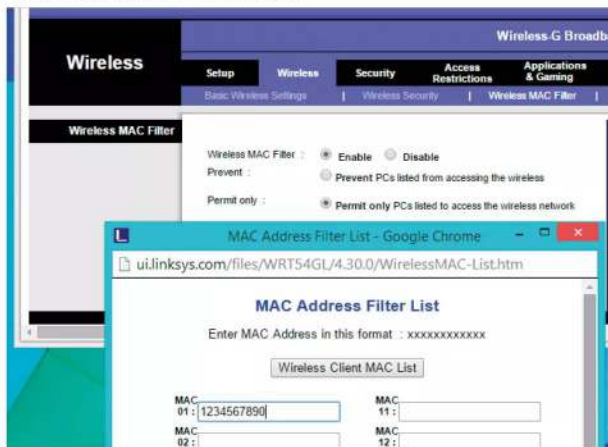 Wireless-G Broadb
Wireless
Setup Wireless Security Access Restrictions Applications & Gaming
Basic Wireless Settings | Wireless Security | Wireless MAC Filter |
Wireless MAC Filter
Wireless MAC Filter : Enable Disable
Prevent : Prevent PCs listed from accessing the wireless
Permit only : Permit only PCs listed to access the wireless network
L MAC Address Filter List - Google Chrome
ui.linksys.com/files/WRT54GL/4.30.0/WirelessMAC-List.htm
MAC Address Filter List
Enter MAC Address in this format : xxxxxxxxxxxx
Wireless Client MAC List
MAC 01 : 1234567890 MAC 11 :
MAC 02 : MAC 12 :